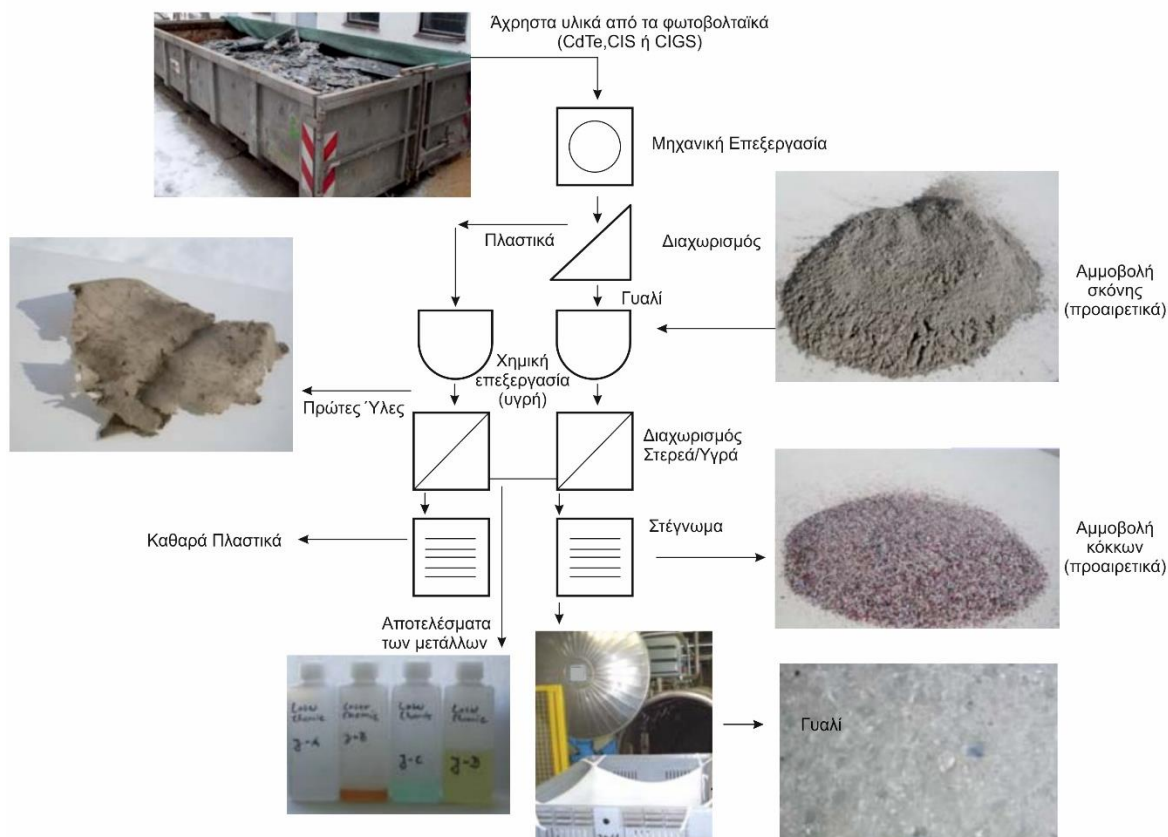 Άχρηστα υλικά από τα φωτοβολταϊκά
(CdTe,CIS ή CIGS)
Μηχανική Επεξεργασία
Πλαστικά
Διαχωρισμός
Αμμοβολή
σκόνης
(προαιρετικά)
Γυαλί
Χημική
επεξεργασία
(υγρή)
Πρώτες Ύλες
Διαχωρισμός
Στερεά/Υγρά
Στέγνωμα
Αμμοβολή
κόκκων
(προαιρετικά)
Καθαρά Πλαστικά
Αποτελέσματα
των μετάλλων
Γυαλί